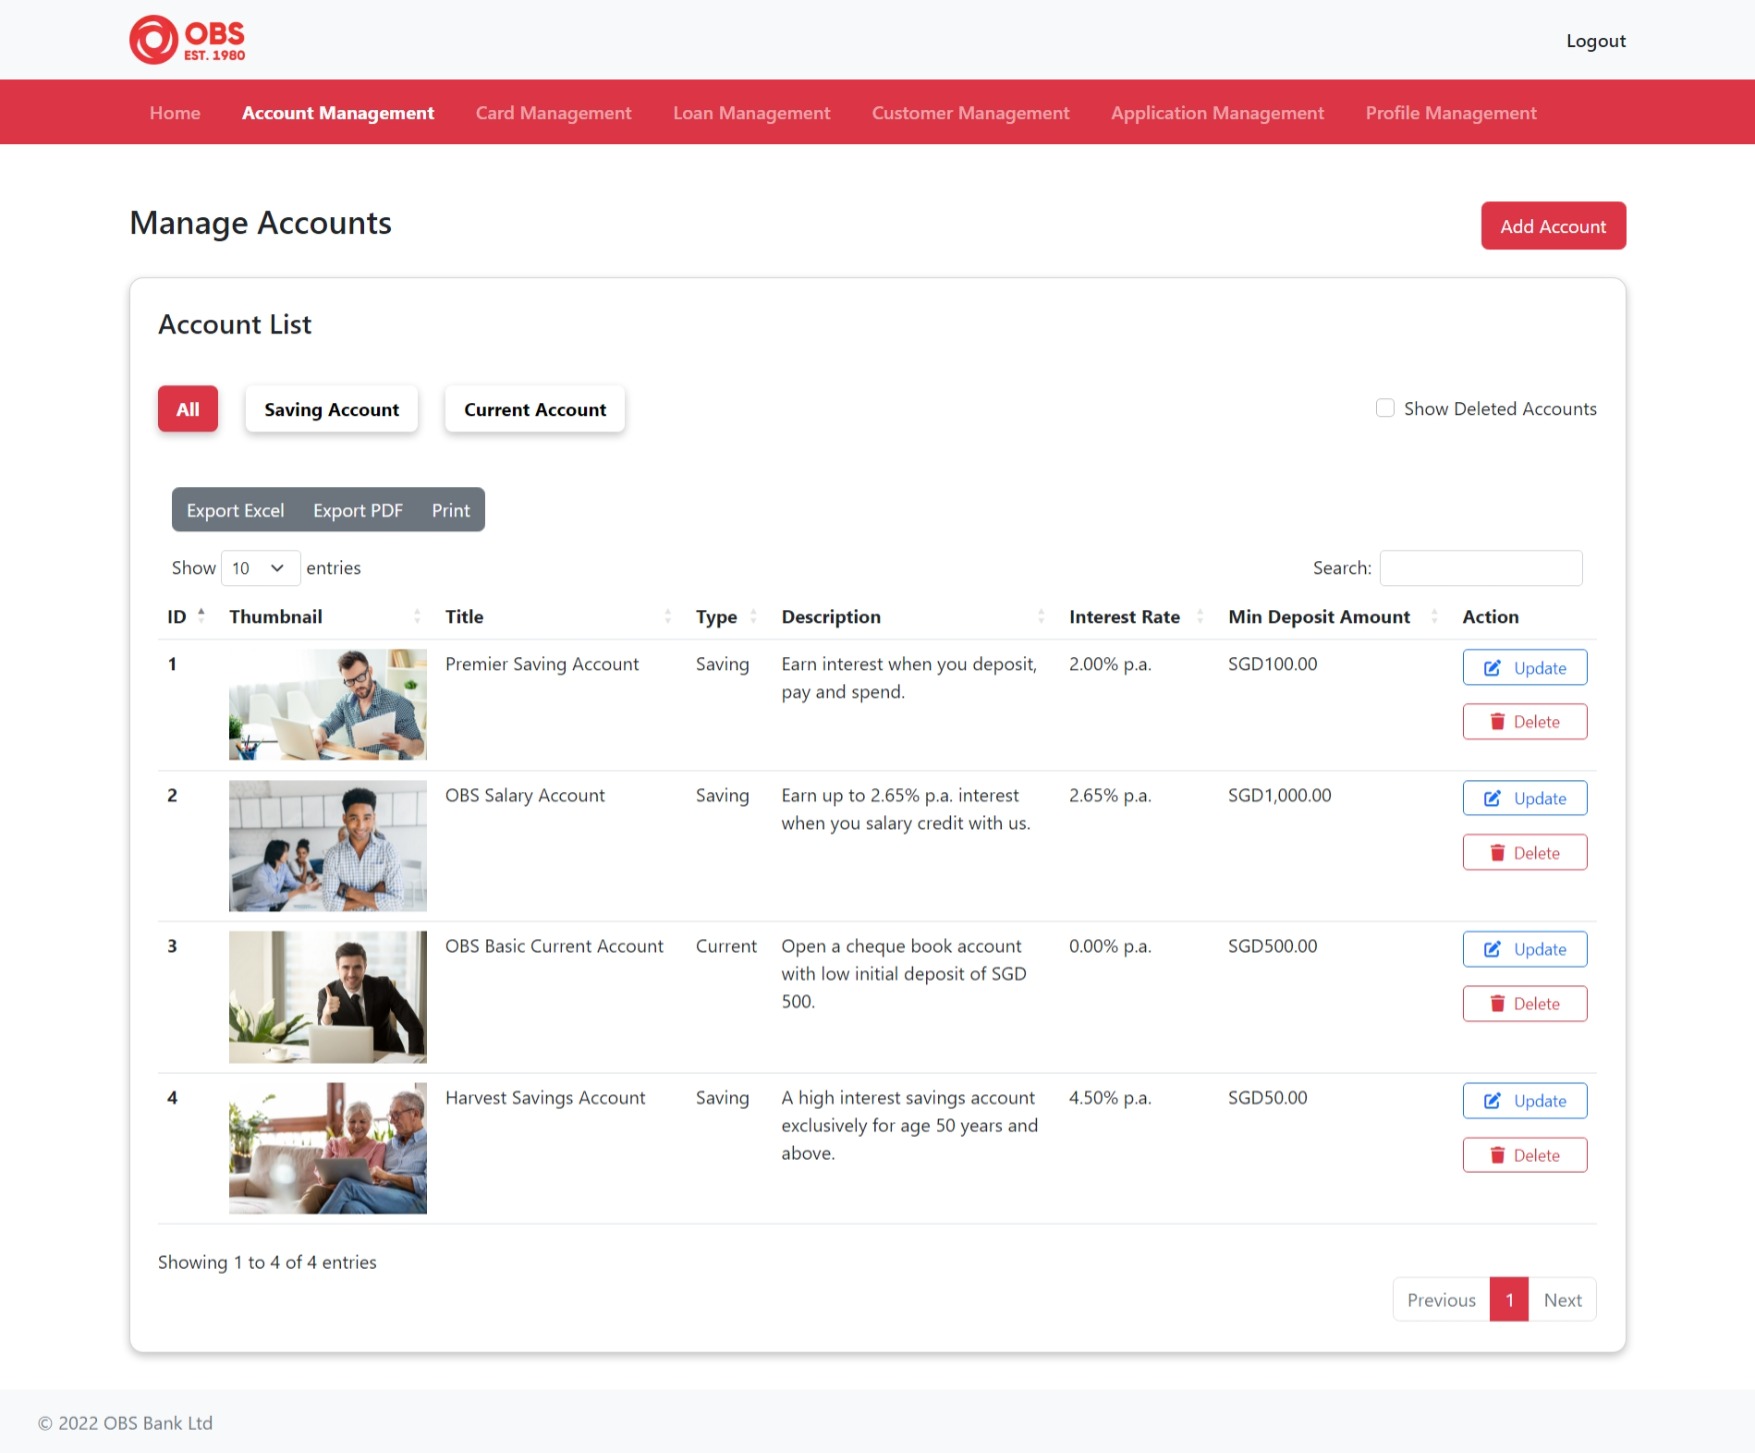 OBS
EST. 1980
Logout
Home Account Management Card Management Loan Management Customer Management Application Management Profile Management
Manage Accounts
Add Account
Account List
All Saving Account Current Account
Show Deleted Accounts
Export Excel Export PDF Print
Show 10 entries
Search:
ID Thumbnail Title Type Description Interest Rate Min Deposit Amount Action
1 Premier Saving Account Saving Earn interest when you deposit, 2.00% p.a. SGD100.00 Update
pay and spend.
Delete
2 OBS Salary Account Saving Earn up to 2.65% p.a. interest 2.65% p.a. SGD1,000.00 Update
when you salary credit with us.
Delete
3 OBS Basic Current Account Current Open a cheque book account 0.00% p.a. SGD500.00 Update
with low initial deposit of SGD
500.
Delete
4 Harvest Savings Account Saving A high interest savings account 4.50% p.a. SGD50.00 Update
exclusively for age 50 years and
above.
Delete
Showing 1 to 4 of 4 entries
Previous 1 Next
© 2022 OBS Bank Ltd